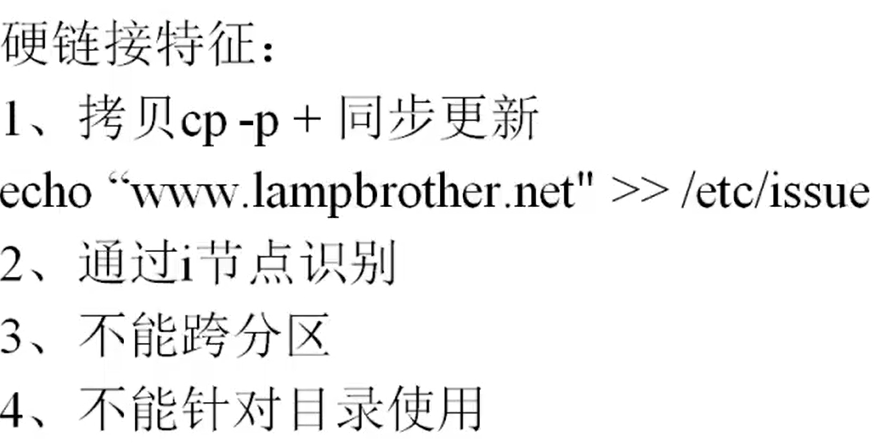 硬链接特征：
1、拷贝cp -p + 同步更新
echo “www.lampbrother.net" >> /etc/issue
2、通过i节点识别
3、不能跨分区
4、不能针对目录使用